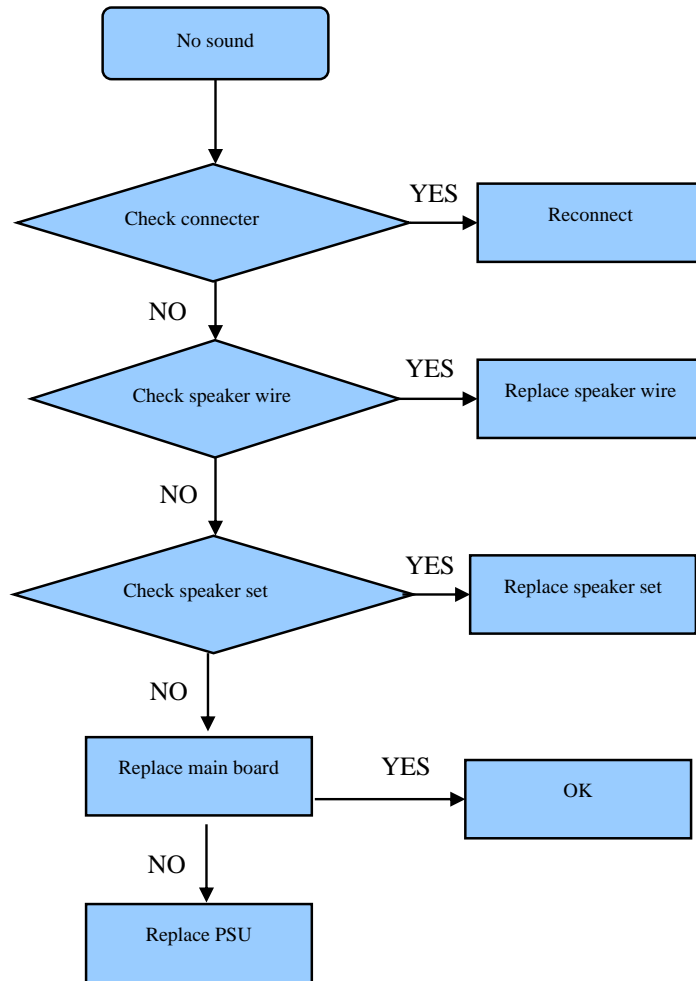 No sound
Check connecter
YES
Reconnect
NO
Check speaker wire
YES
Replace speaker wire
NO
Check speaker set
YES
Replace speaker set
NO
Replace main board
YES
OK
NO
Replace PSU